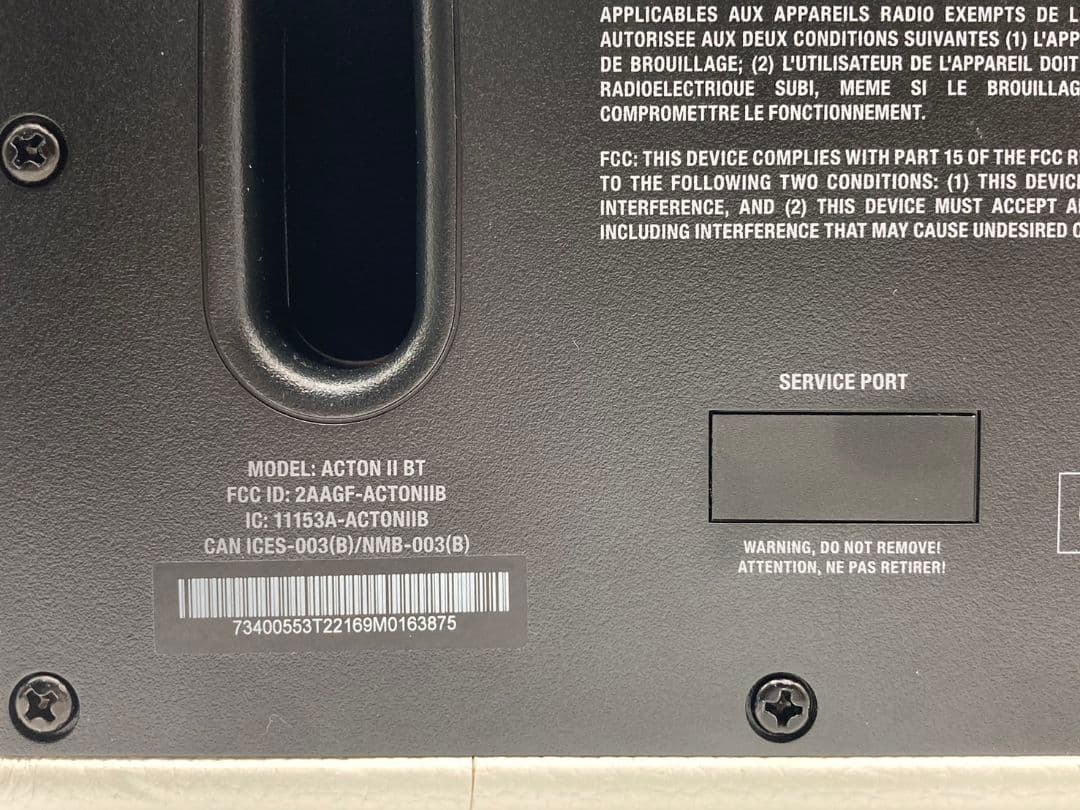 APPLICABLES AUX APPAREILS RADIO EXEMPTS DE L
AUTORISEE AUX DEUX CONDITIONS SUIVANTES (1) L'APP
DE BROUILLAGE; (2) L'UTILISATEUR DE L'APPAREIL DOIT
RADIOELECTRIOUE SUBI, MEME SI LE BROUILLAG
COMPROMETTRE LE FONCTIONNEMENT.
FCC: THIS DEVICE COMPLIES WITH PART 15 OF THE FCC R
TO THE FOLLOWING TWO CONDITIONS: (1) THIS DEVIC
INTERFERENCE, AND (2) THIS DEVICE MUST ACCEPT A
INCLUDING INTERFERENCE THAT MAY CAUSE UNDESIRED O
SERVICE PORT
WARNING, DO NOT REMOVE!
ATTENTION, NE PAS RETIRER!
MODEL: ACTON II BT
FCC ID: 2AAGF-ACTONIIB
IC: 11153A-ACTONIIB
CAN ICES-003(B)/NMB-003(B)
73400553T22169M0163875